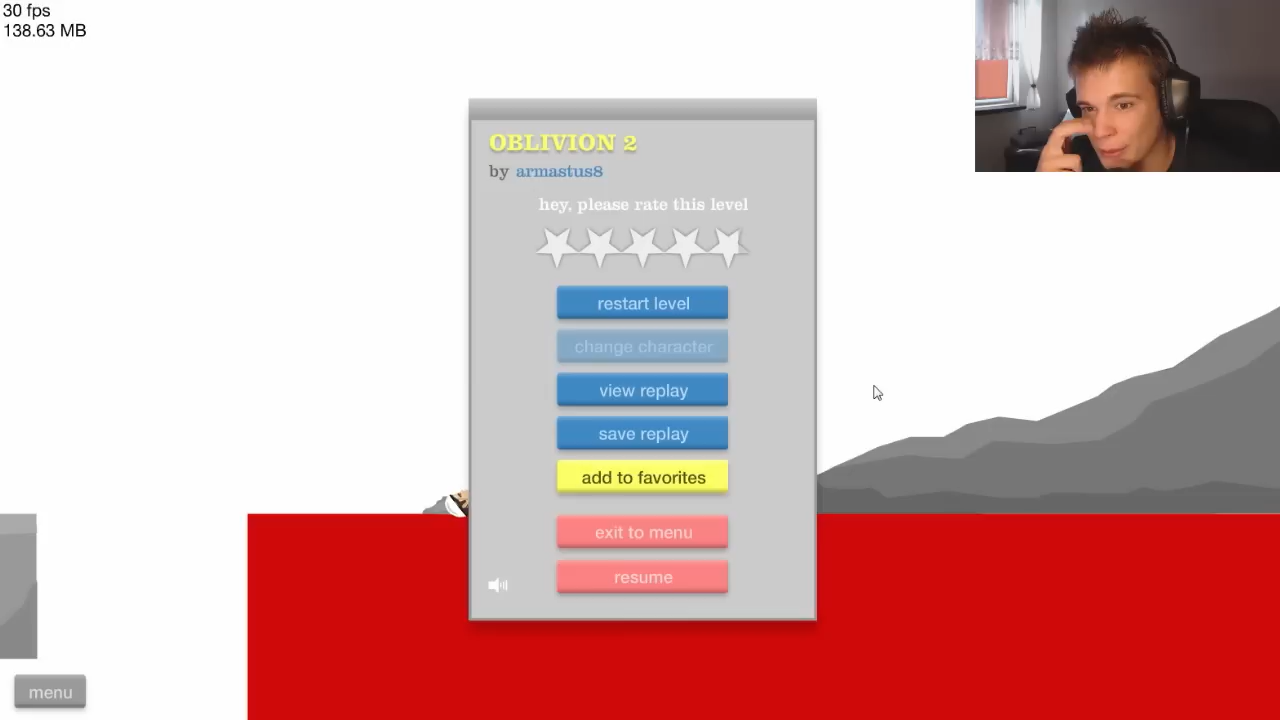 30 fps
138.63 MB
OBLIVION 2
by armastus8
hey, please rate this level
restart level
change character
view replay
save replay
add to favorites
exit to menu
resume
menu